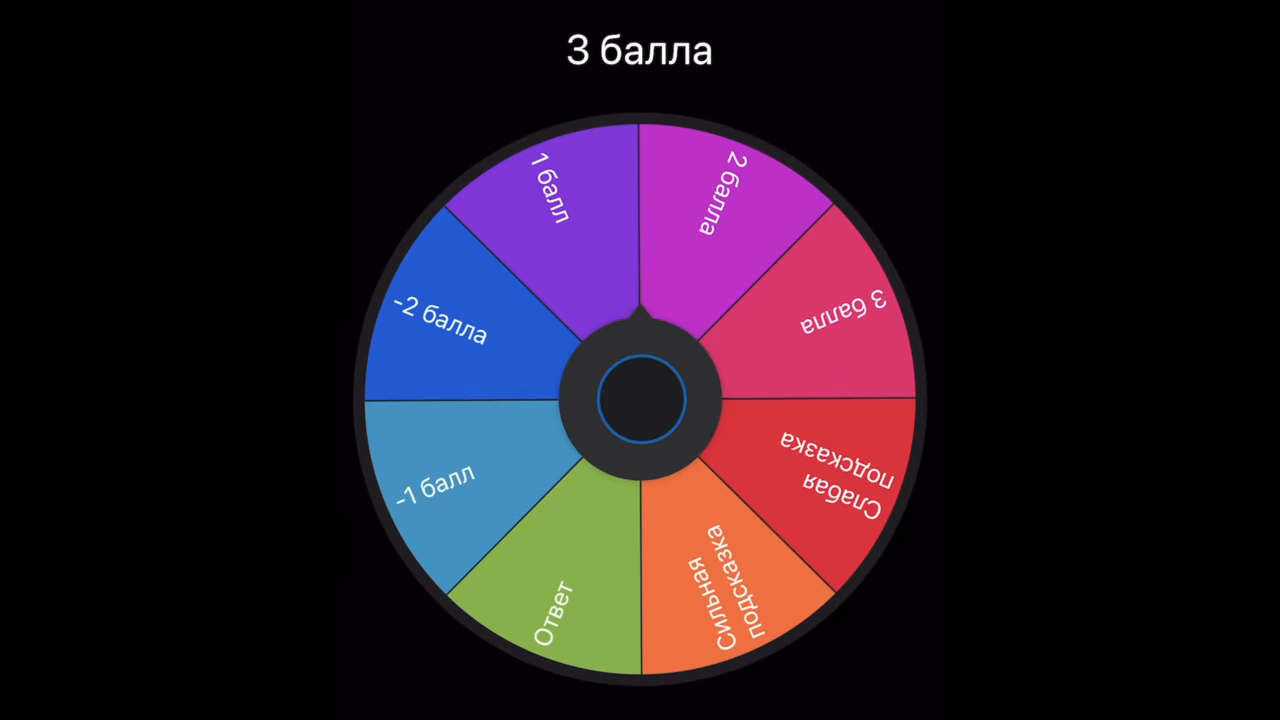 3 балла
1 балл
2 балла
3 балла
Слабая
подсказка
Сильная
подсказка
Ответ
-1 балл
-2 балла